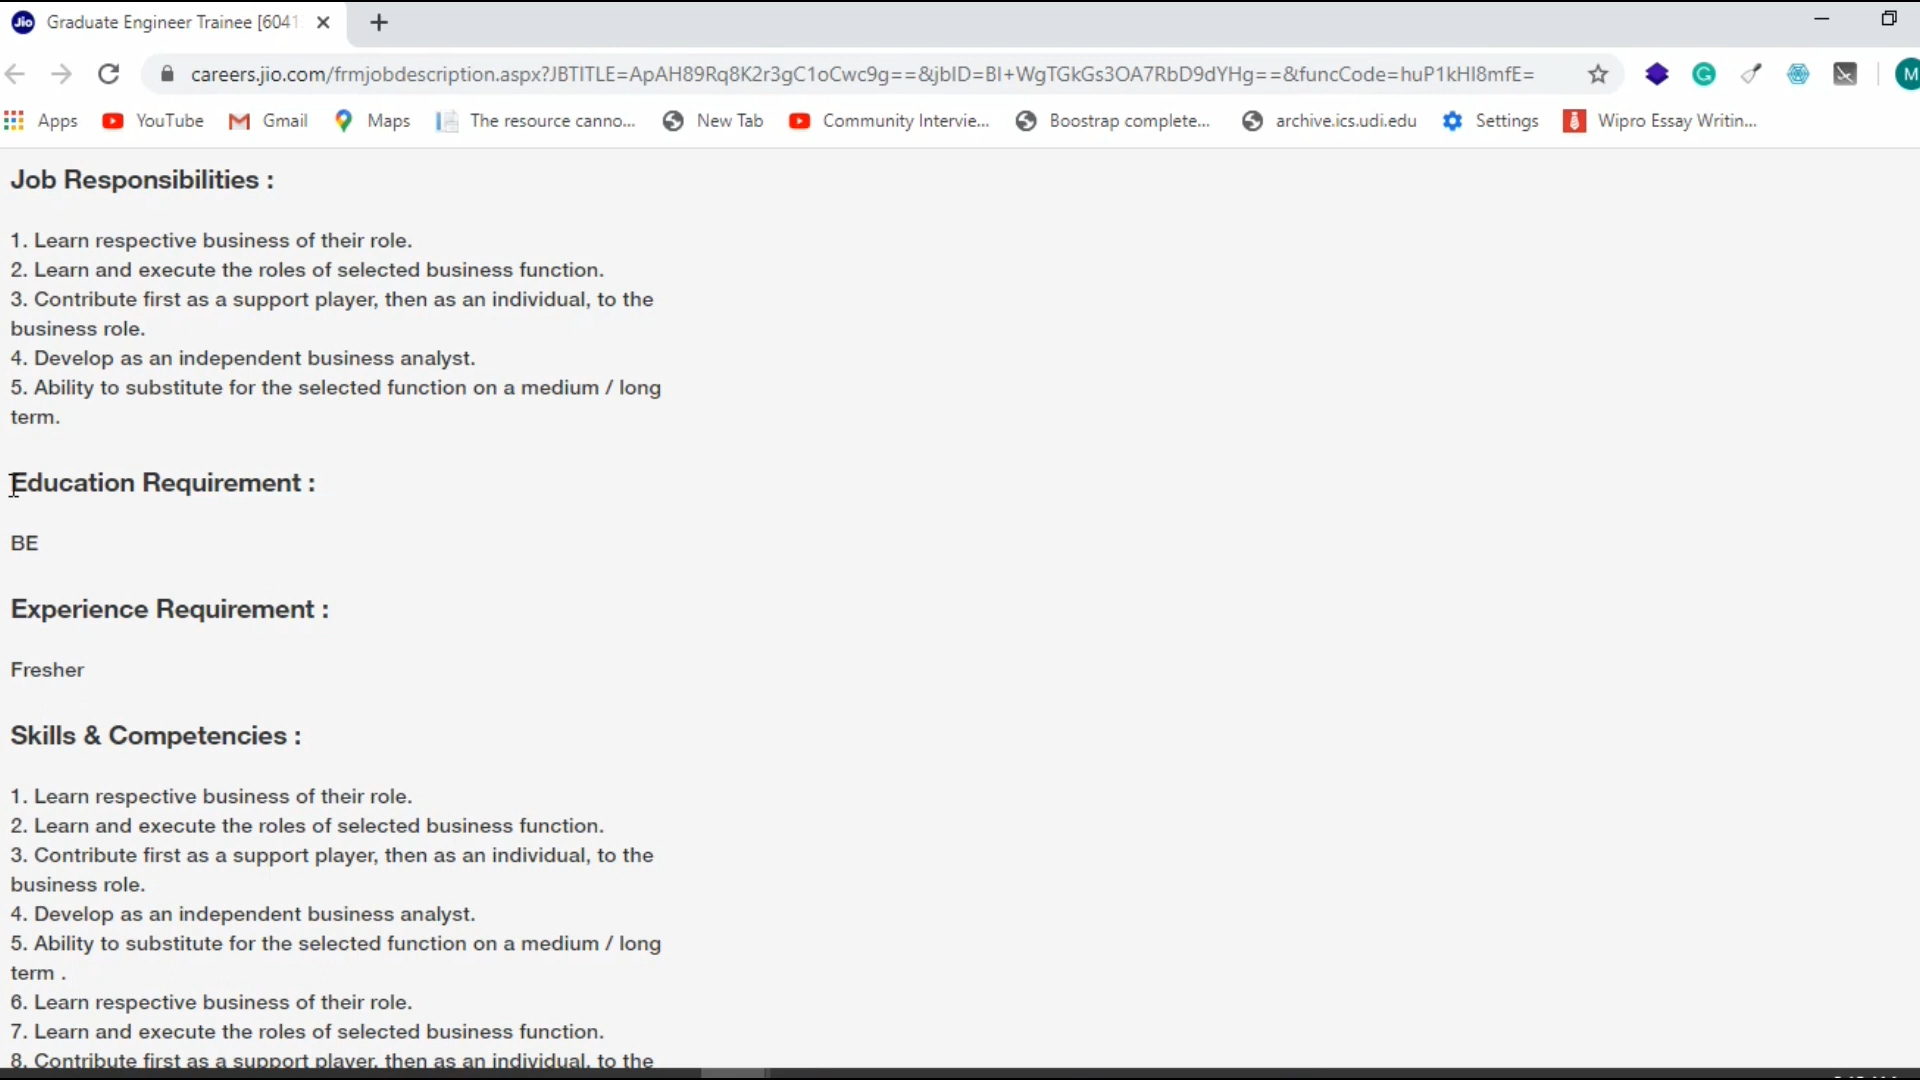 Jio Graduate Engineer Trainee [6041
careers.jio.com/frmjobdescription.aspx?JBTITLE=ApAH89Rq8K2r3gC1oCwc9g==&jbID=BI+WgTGkGs3OA7RbD9dYHg==&funcCode=huP1kHI8mfE=
M
Apps YouTube Gmail Maps The resource canno... New Tab Community Intervie... Boostrap complete... archive.ics.udi.edu Settings Wipro Essay Writin...
Job Responsibilities :
1. Learn respective business of their role.
2. Learn and execute the roles of selected business function.
3. Contribute first as a support player, then as an individual, to the
business role.
4. Develop as an independent business analyst.
5. Ability to substitute for the selected function on a medium / long
term.
Education Requirement :
BE
Experience Requirement :
Fresher
Skills & Competencies :
1. Learn respective business of their role.
2. Learn and execute the roles of selected business function.
3. Contribute first as a support player, then as an individual, to the
business role.
4. Develop as an independent business analyst.
5. Ability to substitute for the selected function on a medium / long
term .
6. Learn respective business of their role.
7. Learn and execute the roles of selected business function.
8. Contribute first as a support player, then as an individual, to the